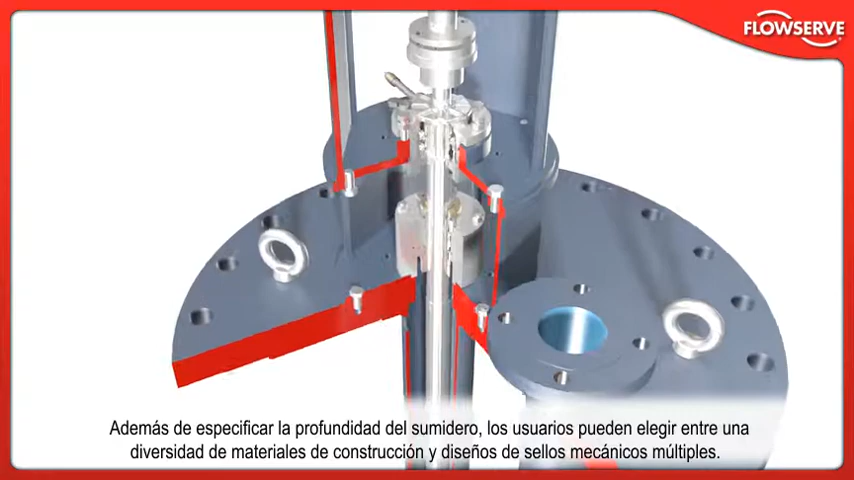 FLOWSERVE
Además de especificar la profundidad del sumidero, los usuarios pueden elegir entre una
diversidad de materiales de construcción y diseños de sellos mecánicos múltiples.